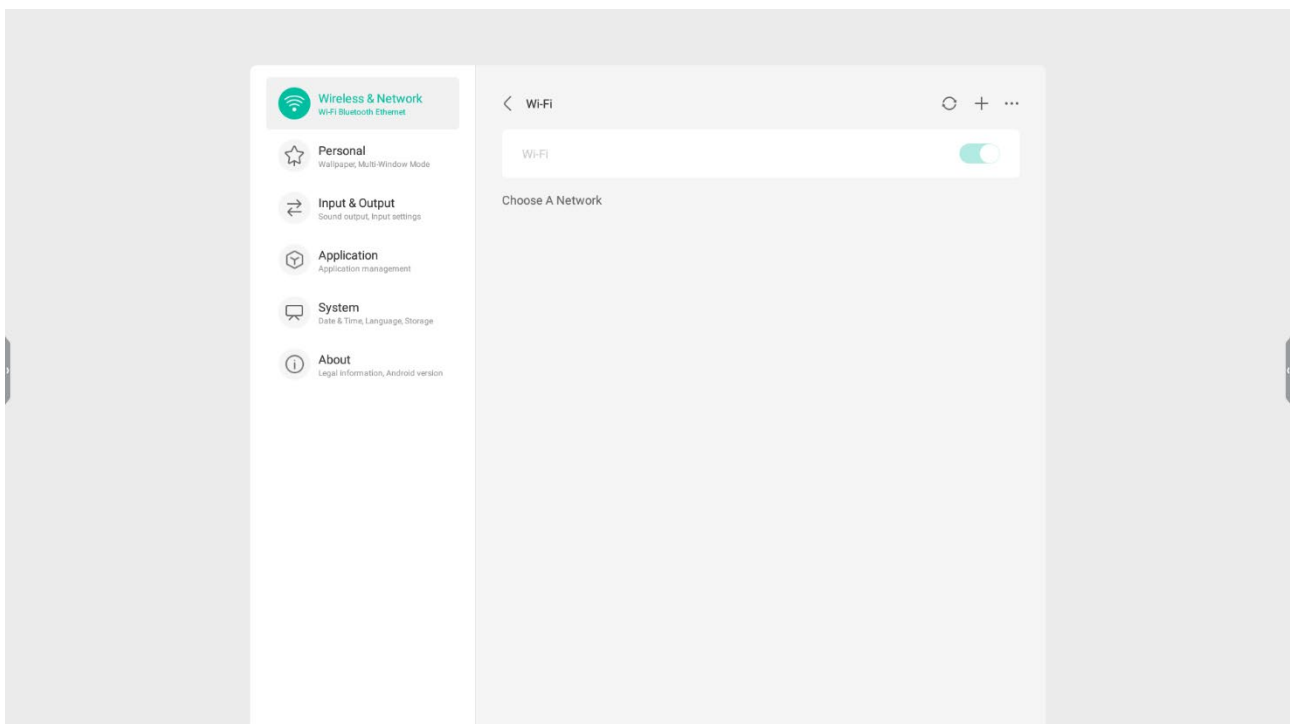 Wireless & Network
Wi-Fi Bluetooth Ethernet
Personal
Wallpaper, Multi-Window Mode
Input & Output
Sound output, Input settings
Application
Application management
System
Date & Time, Language, Storage
About
Legal information, Android version
Wi-Fi
Wi-Fi
Choose A Network